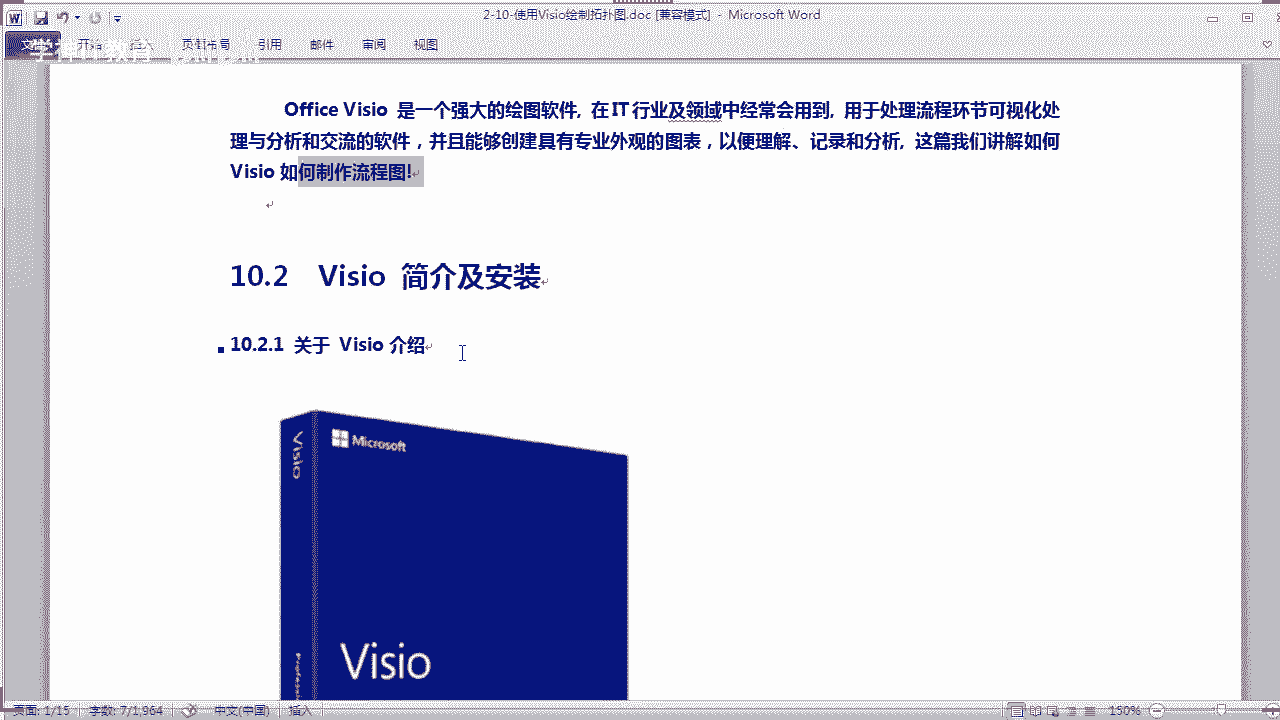 2-10-使用Visio绘制拓扑图.doc [兼容模式] - Microsoft Word
页面布局 引用 邮件 审阅 视图
Office Visio 是一个强大的绘图软件, 在 IT 行业及领域中经常会用到, 用于处理流程环节可视化处
理与分析和交流的软件，并且能够创建具有专业外观的图表，以便理解、记录和分析, 这篇我们讲解如何
Visio 如何制作流程图!
10.2 Visio 简介及安装
10.2.1 关于 Visio 介绍
Microsoft
Visio
Visio
页面: 1/15 字数: 7/1,964 中文(中国) 插入 150%